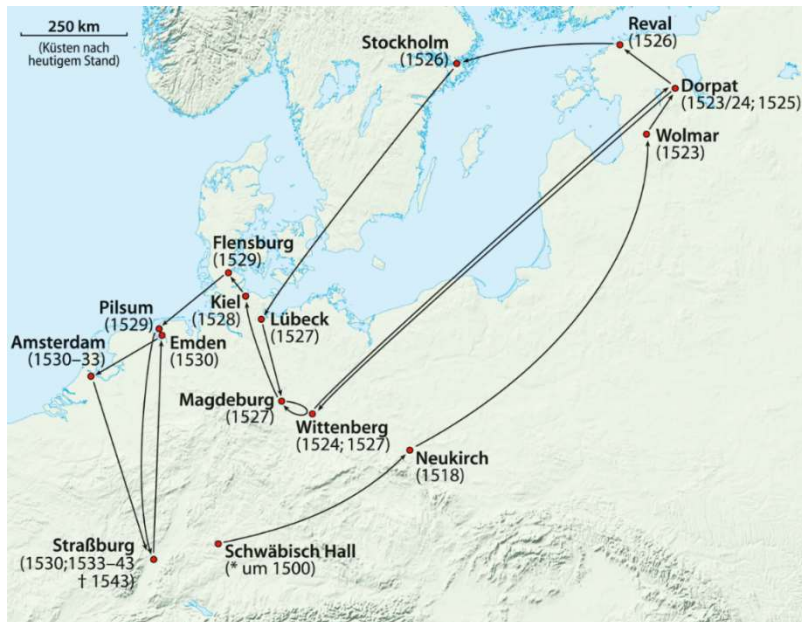 250 km
(Küsten nach
heutigem Stand)
Stockholm
(1526)
Reval
(1526)
Dorpat
(1523/24; 1525)
Wolmar
(1523)
Flensburg
(1529)
Kiel
(1528)
Lübeck
(1527)
Pilsum
(1529)
Emden
(1530)
Amsterdam
(1530–33)
Magdeburg
(1527)
Wittenberg
(1524; 1527)
Neukirch
(1518)
Straßburg
(1530;1533–43
† 1543)
Schwäbisch Hall
(* um 1500)